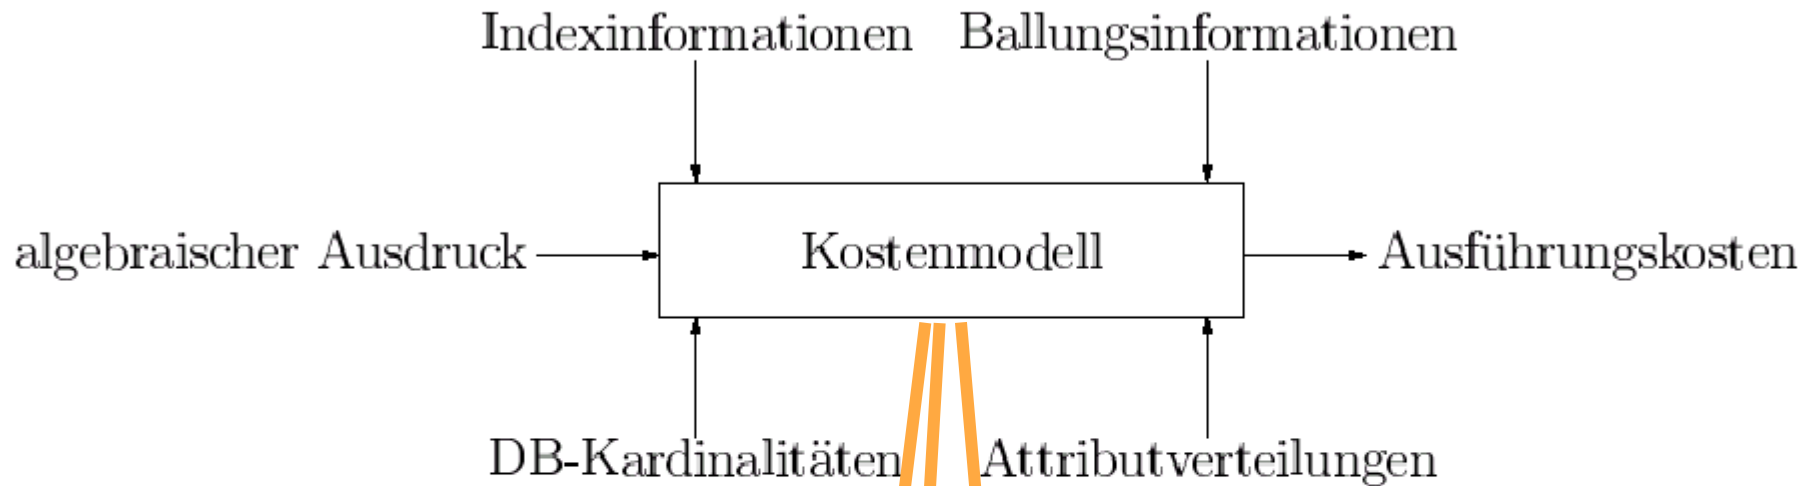 Indexinformationen Ballungsinformationen
algebraischer Ausdruck Kostenmodell Ausführungskosten
DB-Kardinalitäten Attributverteilungen